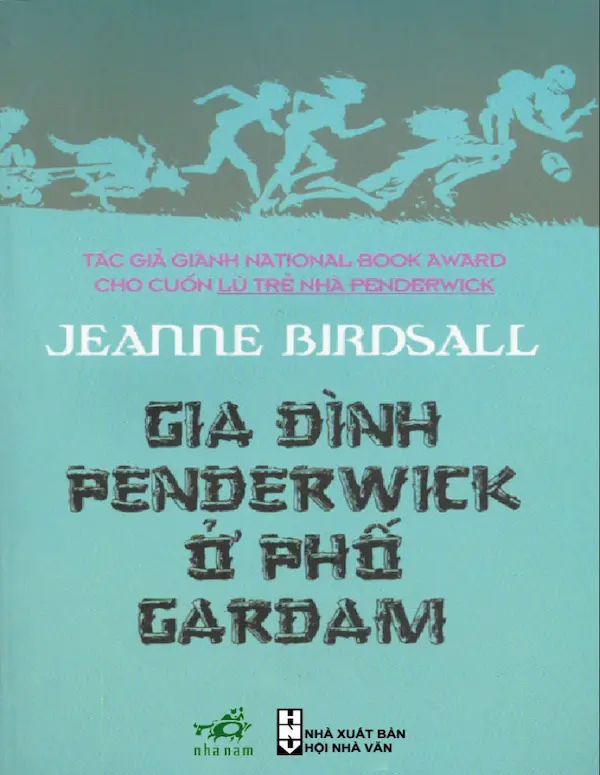 TÁC GIẢ GIÀNH NATIONAL BOOK AWARD
CHO CUỐN LŨ TRẺ NHÀ PENDERWICK
JEANNE BIRDSALL
GIA ĐÌNH
PENDERWICK
Ở PHỐ
GARDAM
nhã nam
HNV
NHÀ XUẤT BẢN
HỘI NHÀ VĂN